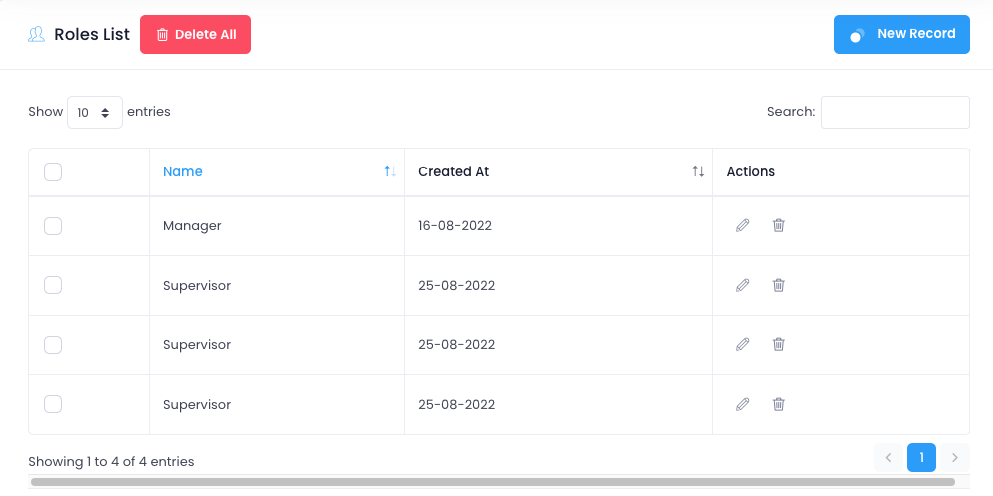 Roles List Delete All New Record
Show 10 entries Search:
Name Created At Actions
Manager 16-08-2022
Supervisor 25-08-2022
Supervisor 25-08-2022
Supervisor 25-08-2022
Showing 1 to 4 of 4 entries 1